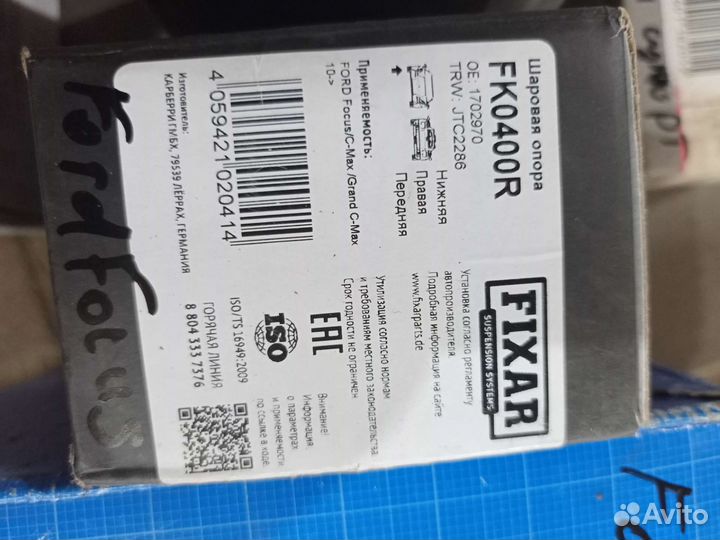 Шаровая опора
FK0400R
OE: 1702970
TRW: JTC2286
Нижняя
Правая
Передняя
Применяемость:
FORD Focus/C-Max /Grand C-Max
10->
4 059421 020414
Изготовитель:
КАРБЕРРИ ГМБХ, 79539 ЛЁРРАХ, ГЕРМАНИЯ
FIXAR
SUSPENSION SYSTEMS
Установка согласно регламенту
автопроизводителя.
Подробная информация на сайте
www.fixarparts.de
Утилизация согласно нормам
и требованиям местного законодательства.
Срок годности не ограничен
EAC
ISO
ISO/TS 16949:2009
ГОРЯЧАЯ ЛИНИЯ
8 804 333 7376
Внимание!
Информация
о параметрах
и применяемости
по ссылке в коде.
Ford Focus
Avito